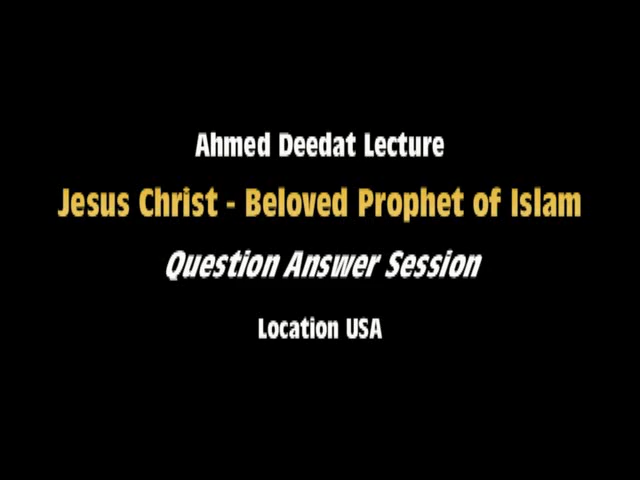 Ahmed Deedat Lecture
Jesus Christ - Beloved Prophet of Islam
Question Answer Session
Location USA